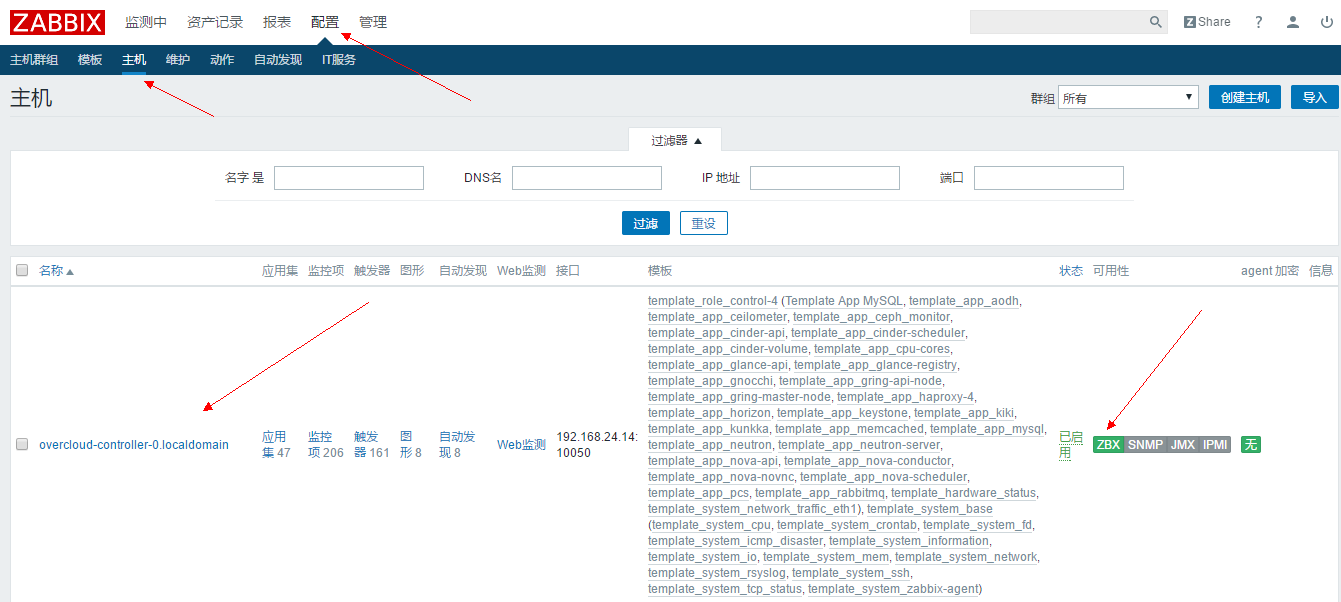 ZABBIX 监测中 资产记录 报表 配置 管理 Z Share ?
主机群组 模板 主机 维护 动作 自动发现 IT服务
主机 群组 所有 创建主机 导入
过滤器
名字 是 DNS名 IP 地址 端口
过滤 重设
名称 应用集 监控项 触发器 图形 自动发现 Web监测 接口 模板 状态 可用性 agent 加密 信息
overcloud-controller-0.localdomain
应用
集 47
监控
项 206
触发
器 161
图
形 8
自动发
现 8
Web监测
192.168.24.14:
10050
template_role_control-4 (Template App MySQL, template_app_aodh,
template_app_ceilometer, template_app_ceph_monitor,
template_app_cinder-api, template_app_cinder-scheduler,
template_app_cinder-volume, template_app_cpu-cores,
template_app_glance-api, template_app_glance-registry,
template_app_gnocchi, template_app_gring-api-node,
template_app_gring-master-node, template_app_haproxy-4,
template_app_horizon, template_app_keystone, template_app_kiki,
template_app_kunkka, template_app_memcached, template_app_mysql,
template_app_neutron, template_app_neutron-server,
template_app_nova-api, template_app_nova-conductor,
template_app_nova-novnc, template_app_nova-scheduler,
template_app_pcs, template_app_rabbitmq, template_hardware_status,
template_system_network_traffic_eth1), template_system_base
(template_system_cpu, template_system_crontab, template_system_fd,
template_system_icmp_disaster, template_system_information,
template_system_io, template_system_mem, template_system_network,
template_system_rsyslog, template_system_ssh,
template_system_tcp_status, template_system_zabbix-agent)
已启
用
ZBX SNMP JMX IPMI
无